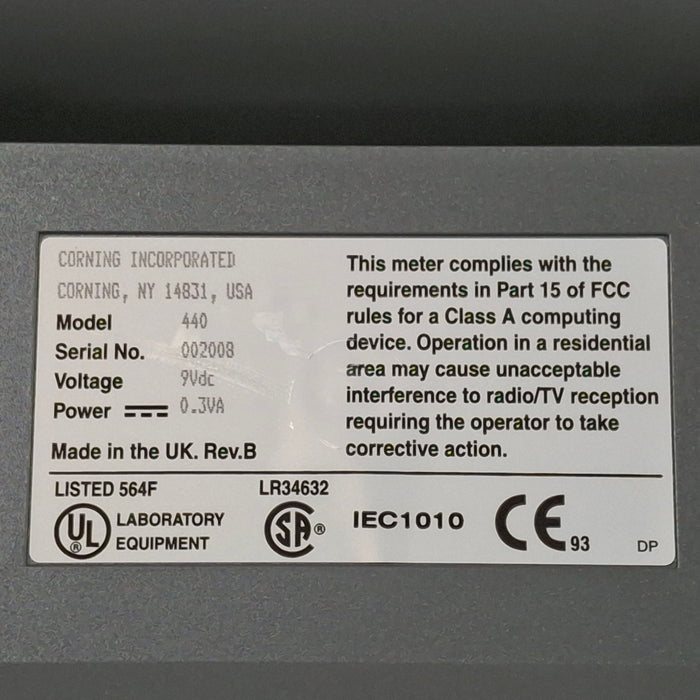 CORNING INCORPORATED
CORNING, NY 14831, USA
Model 440
Serial No. 002008
Voltage 9Vdc
Power 0.3VA
Made in the UK. Rev.B
This meter complies with the
requirements in Part 15 of FCC
rules for a Class A computing
device. Operation in a residential
area may cause unacceptable
interference to radio/TV reception
requiring the operator to take
corrective action.
LISTED 564F
UL ® LABORATORY
EQUIPMENT
LR34632
SA ®
IEC1010
CE 93
DP